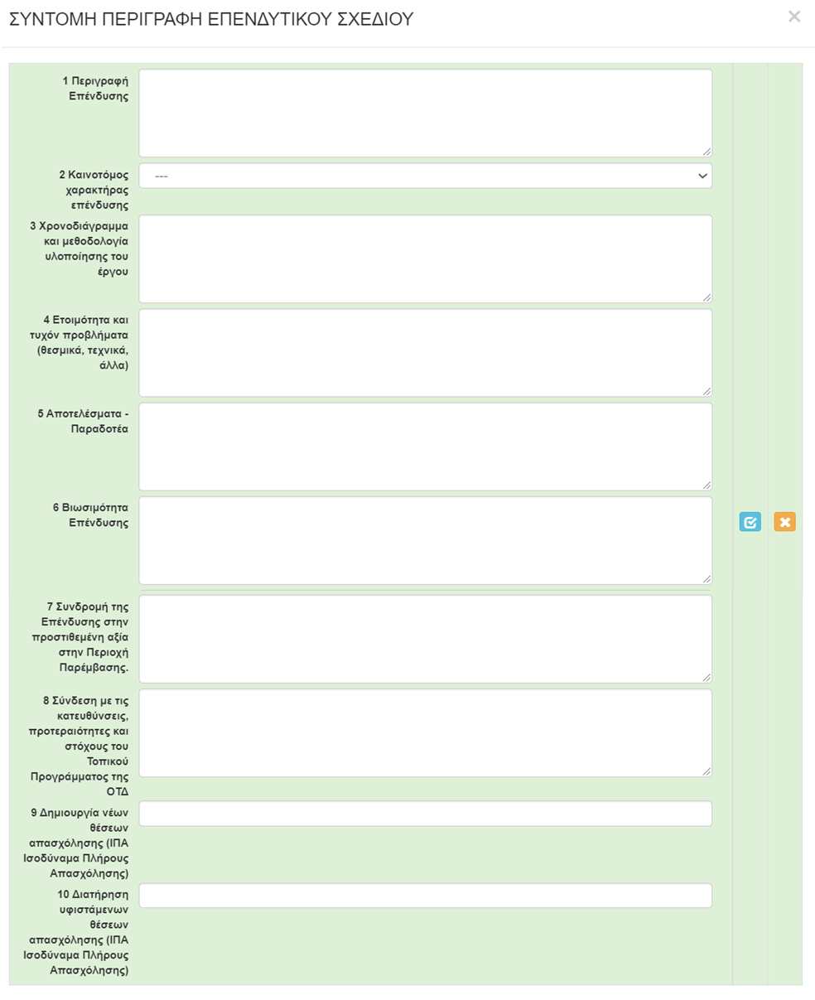 ΣΥΝΤΟΜΗ ΠΕΡΙΓΡΑΦΗ ΕΠΕΝΔΥΤΙΚΟΥ ΣΧΕΔΙΟΥ
1 Περιγραφή
Επένδυσης
2 Καινοτόμος
χαρακτήρας
επένδυσης
---
3 Χρονοδιάγραμμα
και μεθοδολογία
υλοποίησης του
έργου
4 Ετοιμότητα και
τυχόν προβλήματα
(θεσμικά, τεχνικά,
άλλα)
5 Αποτελέσματα -
Παραδοτέα
6 Βιωσιμότητα
Επένδυσης
7 Συνδρομή της
Επένδυσης στην
προστιθεμένη αξία
στην Περιοχή
Παρέμβασης.
8 Σύνδεση με τις
κατευθύνσεις,
προτεραιότητες και
στόχους του
Τοπικού
Προγράμματος της
ΟΤΔ
9 Δημιουργία νέων
θέσεων
απασχόλησης (ΙΠΑ
Ισοδύναμα Πλήρους
Απασχόλησης)
10 Διατήρηση
υφιστάμενων
θέσεων
απασχόλησης (ΙΠΑ
Ισοδύναμα Πλήρους
Απασχόλησης)